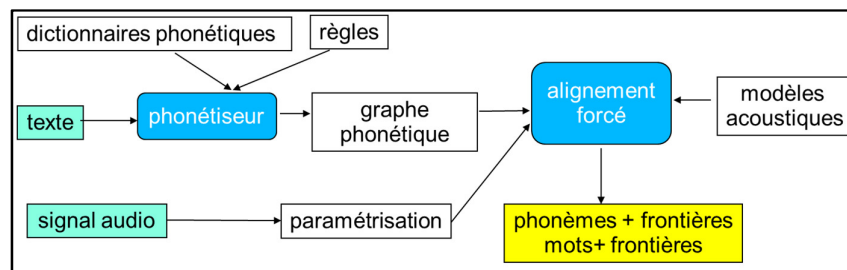 dictionnaires phonétiques
règles
texte
phonétiseur
graphe
phonétique
alignement
forcé
modèles
acoustiques
signal audio
paramétrisation
phonèmes + frontières
mots+ frontières